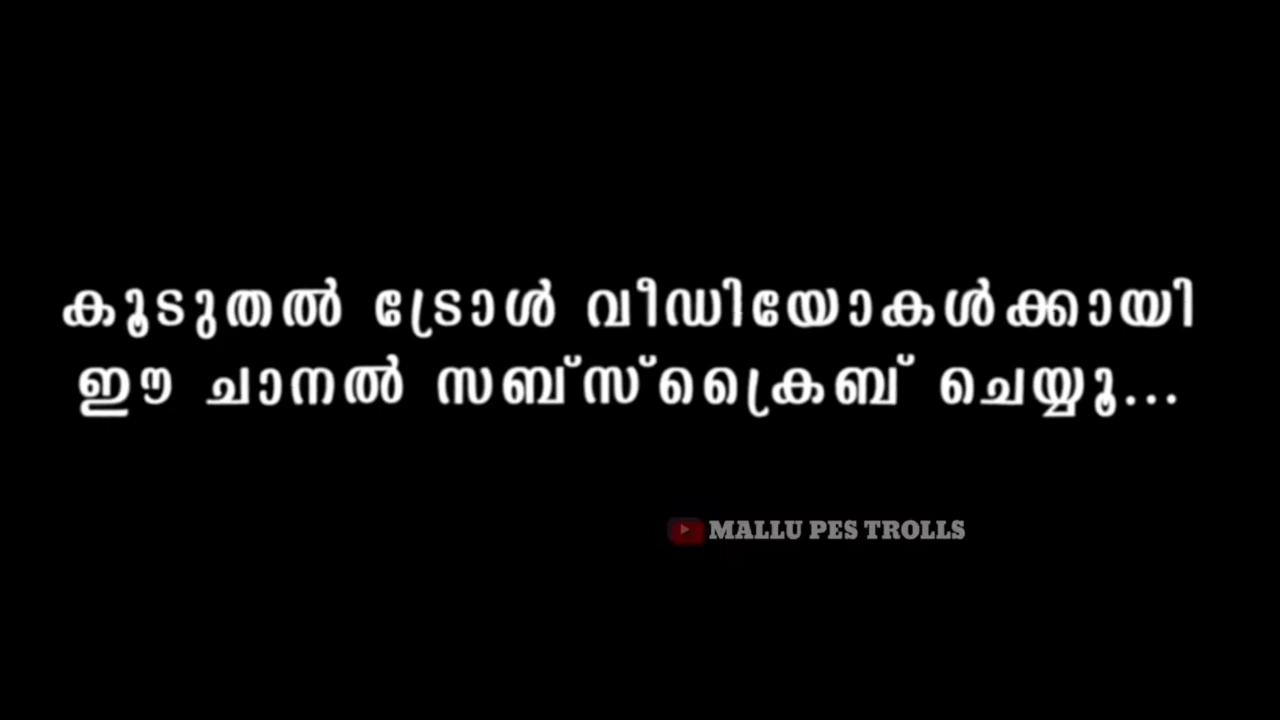 കൂടുതൽ ട്രോൾ വീഡിയോകൾക്കായി
ഈ ചാനൽ സബ്സ്ക്രൈബ് ചെയ്യൂ...
MALLU PES TROLLS